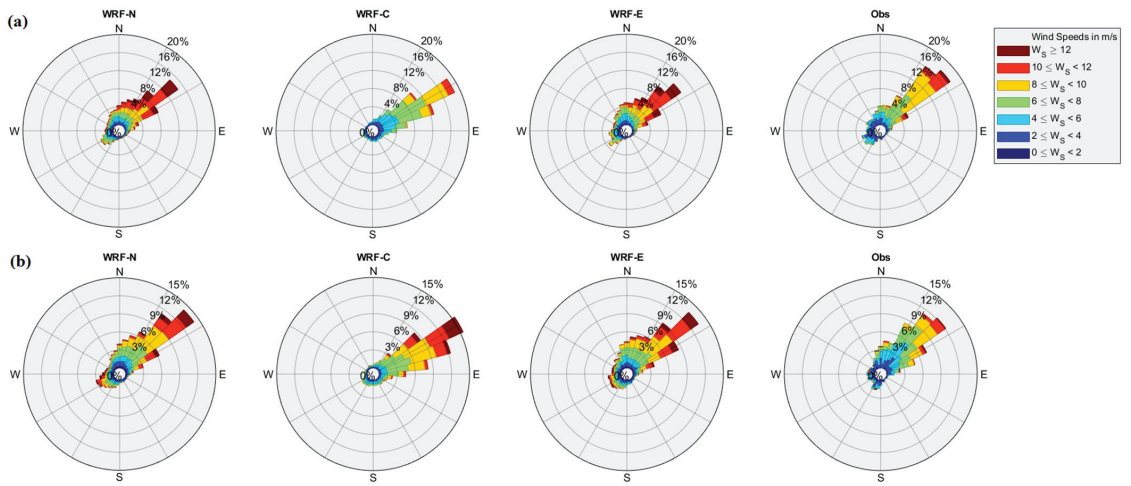 (a)
WRF-N
N
20%
16%
12%
8%
4%
0%
W
E
S
WRF-C
N
20%
16%
12%
8%
4%
0%
W
E
S
WRF-E
N
20%
16%
12%
8%
4%
0%
W
E
S
Obs
N
20%
16%
12%
8%
4%
0%
W
E
S
Wind Speeds in m/s
W_S ≥ 12
10 ≤ W_S < 12
8 ≤ W_S < 10
6 ≤ W_S < 8
4 ≤ W_S < 6
2 ≤ W_S < 4
0 ≤ W_S < 2
(b)
WRF-N
N
15%
12%
9%
6%
3%
0%
W
E
S
WRF-C
N
15%
12%
9%
6%
3%
0%
W
E
S
WRF-E
N
15%
12%
9%
6%
3%
0%
W
E
S
Obs
N
15%
12%
9%
6%
3%
0%
W
E
S